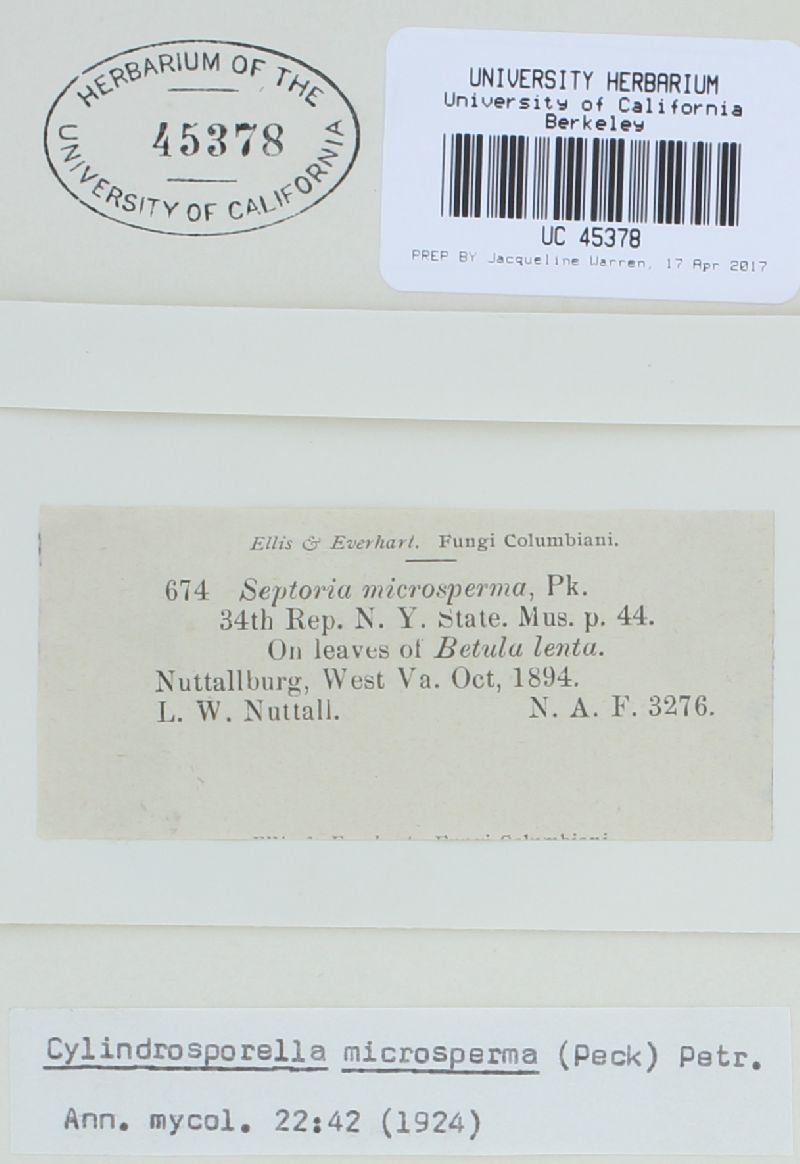 HERBARIUM OF THE
45378
UNIVERSITY OF CALIFORNIA
UNIVERSITY HERBARIUM
University of California
Berkeley
UC 45378
PREP BY Jacqueline Warren, 17 Apr 2017
Ellis & Everhart. Fungi Columbiani.
674 Septoria microsperma, Pk.
34th Rep. N. Y. State. Mus. p. 44.
On leaves of Betula lenta.
Nuttallburg, West Va. Oct, 1894.
L. W. Nuttall. N. A. F. 3276.
Cylindrosporella microsperma (Peck) Petr.
Ann. mycol. 22:42 (1924)